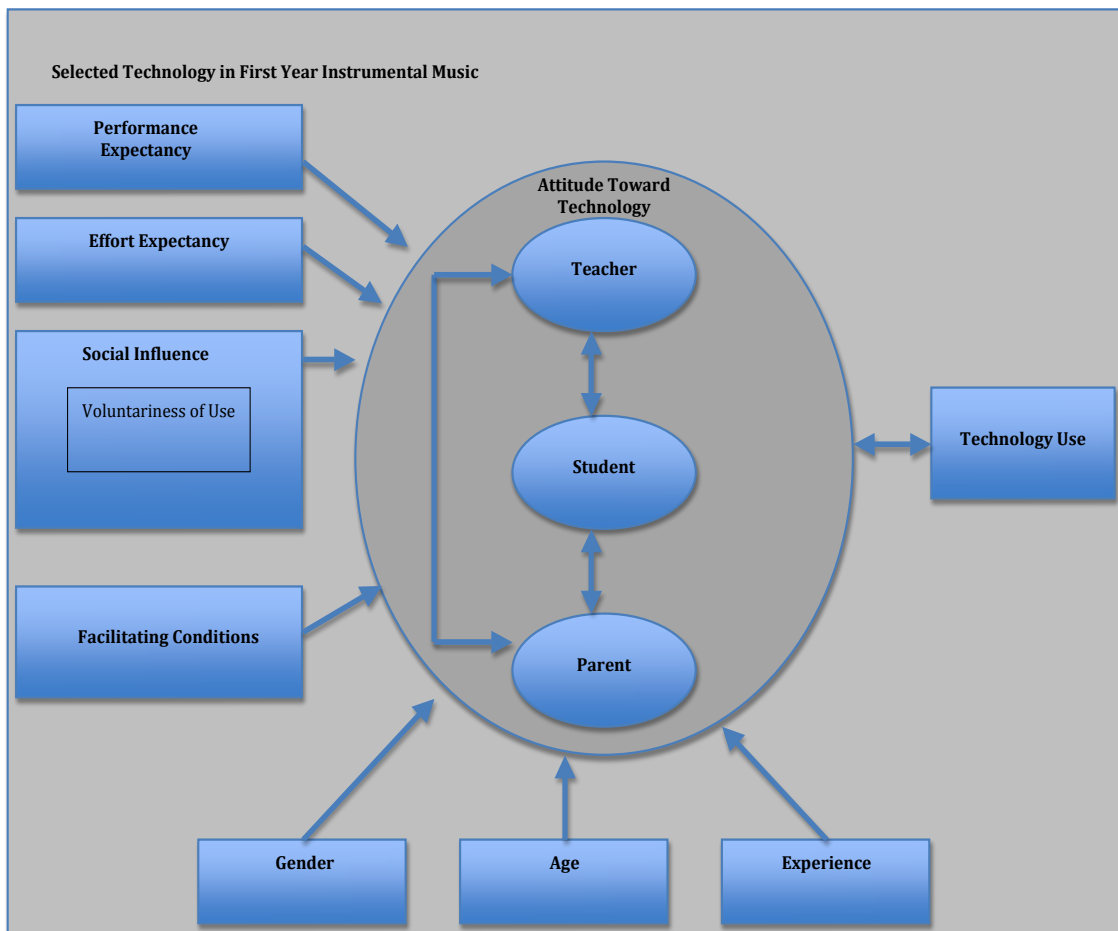 Selected Technology in First Year Instrumental Music
Performance
Expectancy
Attitude Toward
Technology
Effort Expectancy
Teacher
Social Influence
Voluntariness of Use
Technology Use
Student
Facilitating Conditions
Parent
Gender
Age
Experience